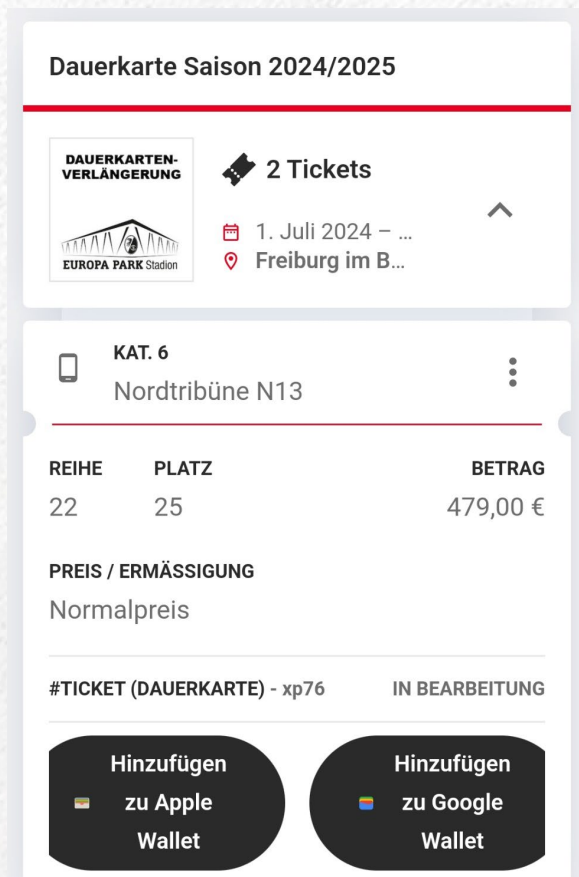 Dauerkarte Saison 2024/2025
DAUERKARTEN-
VERLÄNGERUNG
EUROPA PARK Stadion
2 Tickets
1. Juli 2024 – ...
Freiburg im B...
KAT. 6
Nordtribüne N13
REIHE PLATZ BETRAG
22 25 479,00 €
PREIS / ERMÄSSIGUNG
Normalpreis
#TICKET (DAUERKARTE) - xp76 IN BEARBEITUNG
Hinzufügen
zu Apple
Wallet
Hinzufügen
zu Google
Wallet